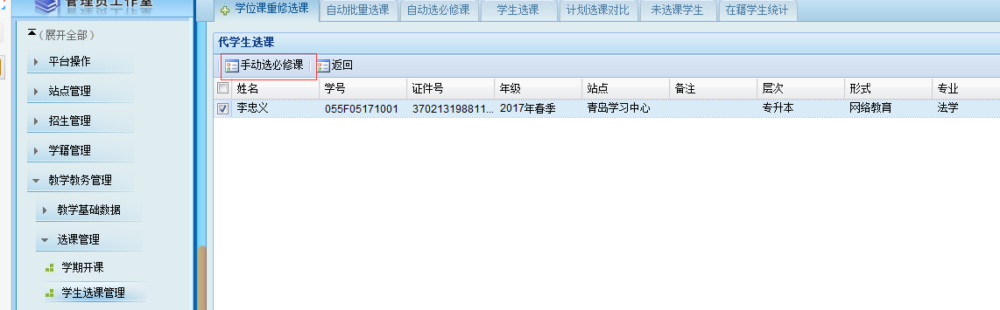 管理员工作室
(展开全部)
平台操作
站点管理
招生管理
学籍管理
教学教务管理
教学基础数据
选课管理
学期开课
学生选课管理
学位课重修选课 自动批量选课 自动选必修课 学生选课 计划选课对比 未选课学生 在籍学生统计
代学生选课
手动选必修课 返回
姓名 学号 证件号 年级 站点 备注 层次 形式 专业
李忠义 055F05171001 370213198811... 2017年春季 青岛学习中心 专升本 网络教育 法学